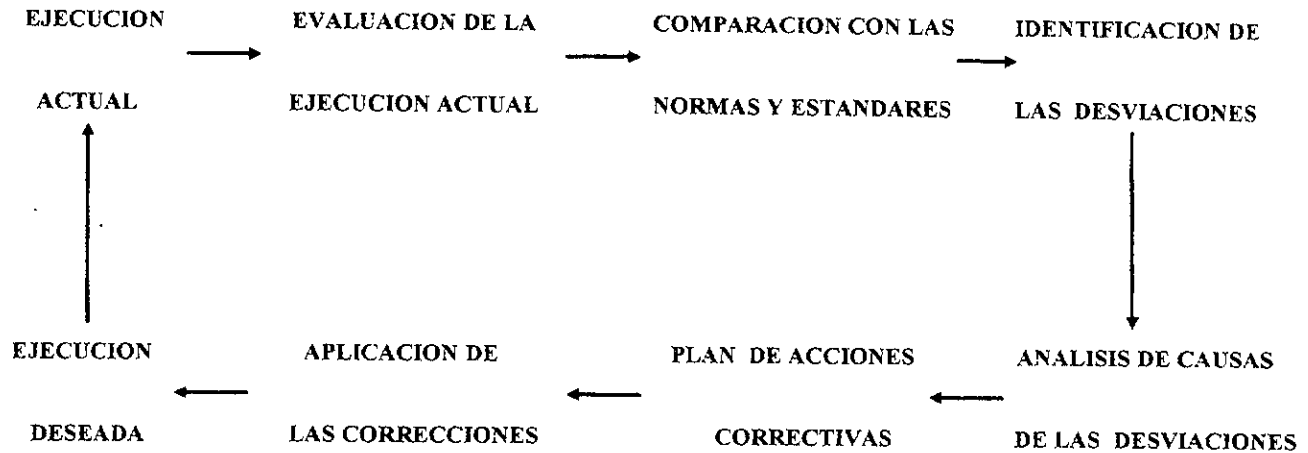 EJECUCION
ACTUAL
EVALUACION DE LA
EJECUCION ACTUAL
COMPARACION CON LAS
NORMAS Y ESTANDARES
IDENTIFICACION DE
LAS DESVIACIONES
ANALISIS DE CAUSAS
DE LAS DESVIACIONES
PLAN DE ACCIONES
CORRECTIVAS
APLICACION DE
LAS CORRECCIONES
EJECUCION
DESEADA